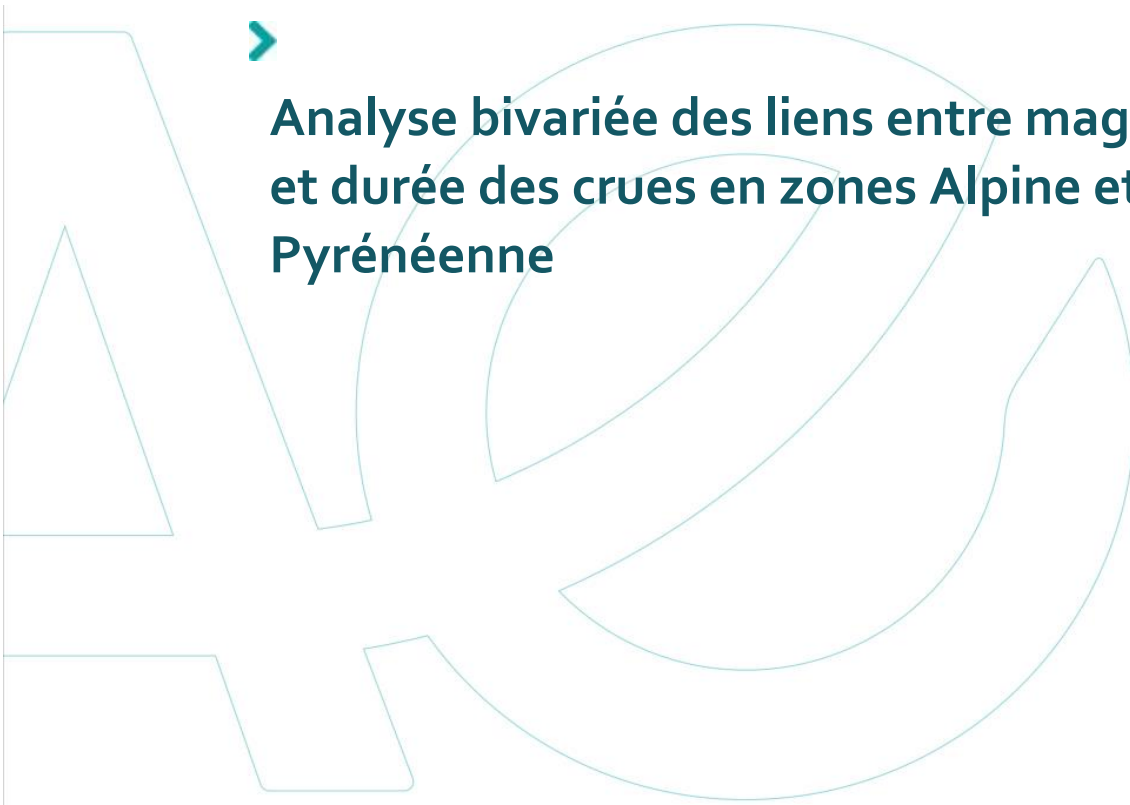 Analyse bivariée des liens entre mag
et durée des crues en zones Alpine et
Pyrénéenne